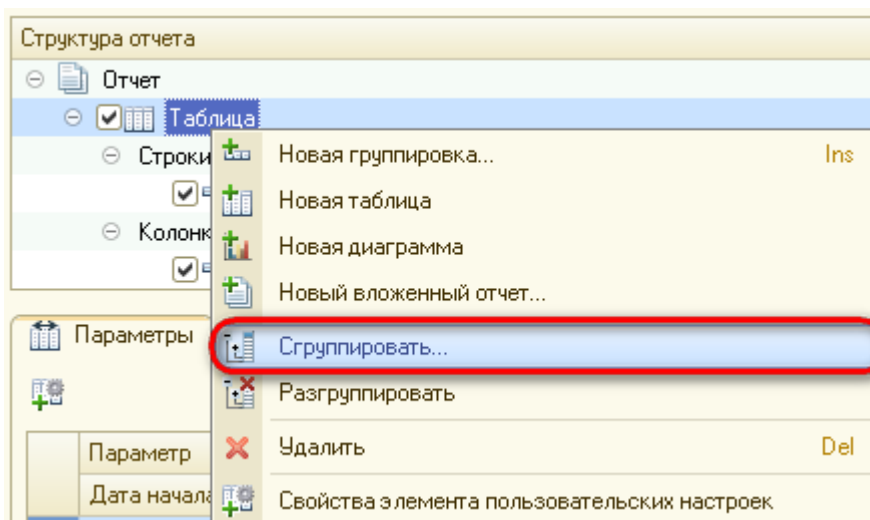 Структура отчета
Отчет
Таблица
Строки
Колонк
Новая группировка... Ins
Новая таблица
Новая диаграмма
Новый вложенный отчет...
Сгруппировать...
Разгруппировать
Удалить Del
Свойства элемента пользовательских настроек
Параметры
Параметр
Дата начала